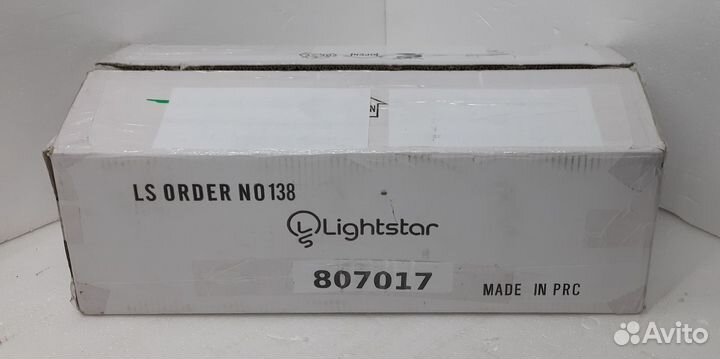 LS ORDER NO138
Lightstar
807017
MADE IN PRC
Avito